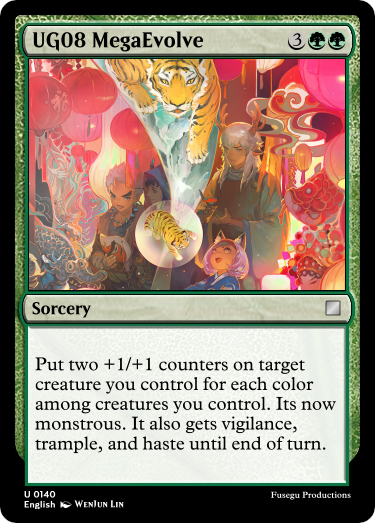 UG08 MegaEvolve 3
Sorcery
Put two +1/+1 counters on target
creature you control for each color
among creatures you control. Its now
monstrous. It also gets vigilance,
trample, and haste until end of turn.
U 0140
English WenJun Lin
Fusegu Productions